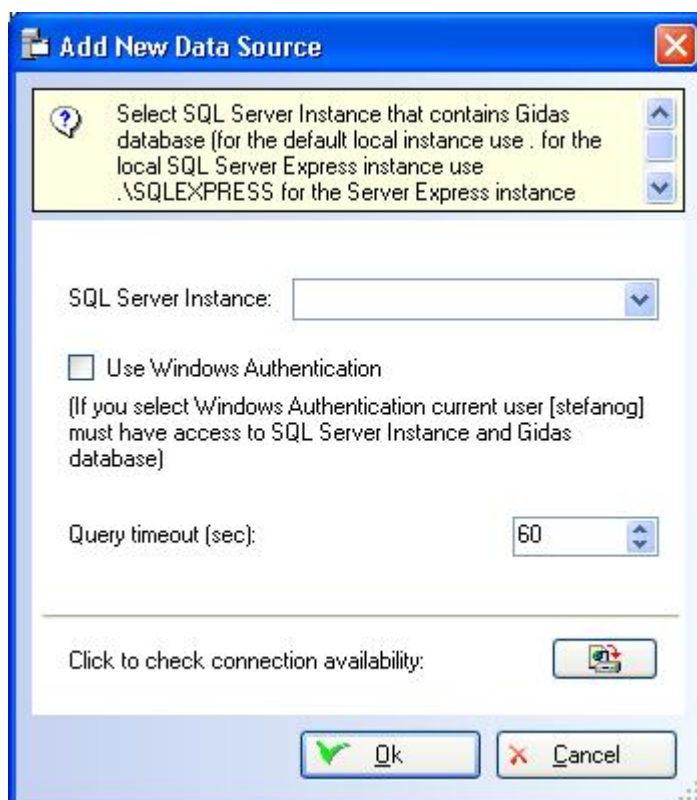 Add New Data Source
Select SQL Server Instance that contains Gidas
database (for the default local instance use . for the
local SQL Server Express instance use
.\SQLEXPRESS for the Server Express instance
SQL Server Instance:
Use Windows Authentication
(If you select Windows Authentication current user [stefanog]
must have access to SQL Server Instance and Gidas
database)
Query timeout (sec): 60
Click to check connection availability:
Ok Cancel